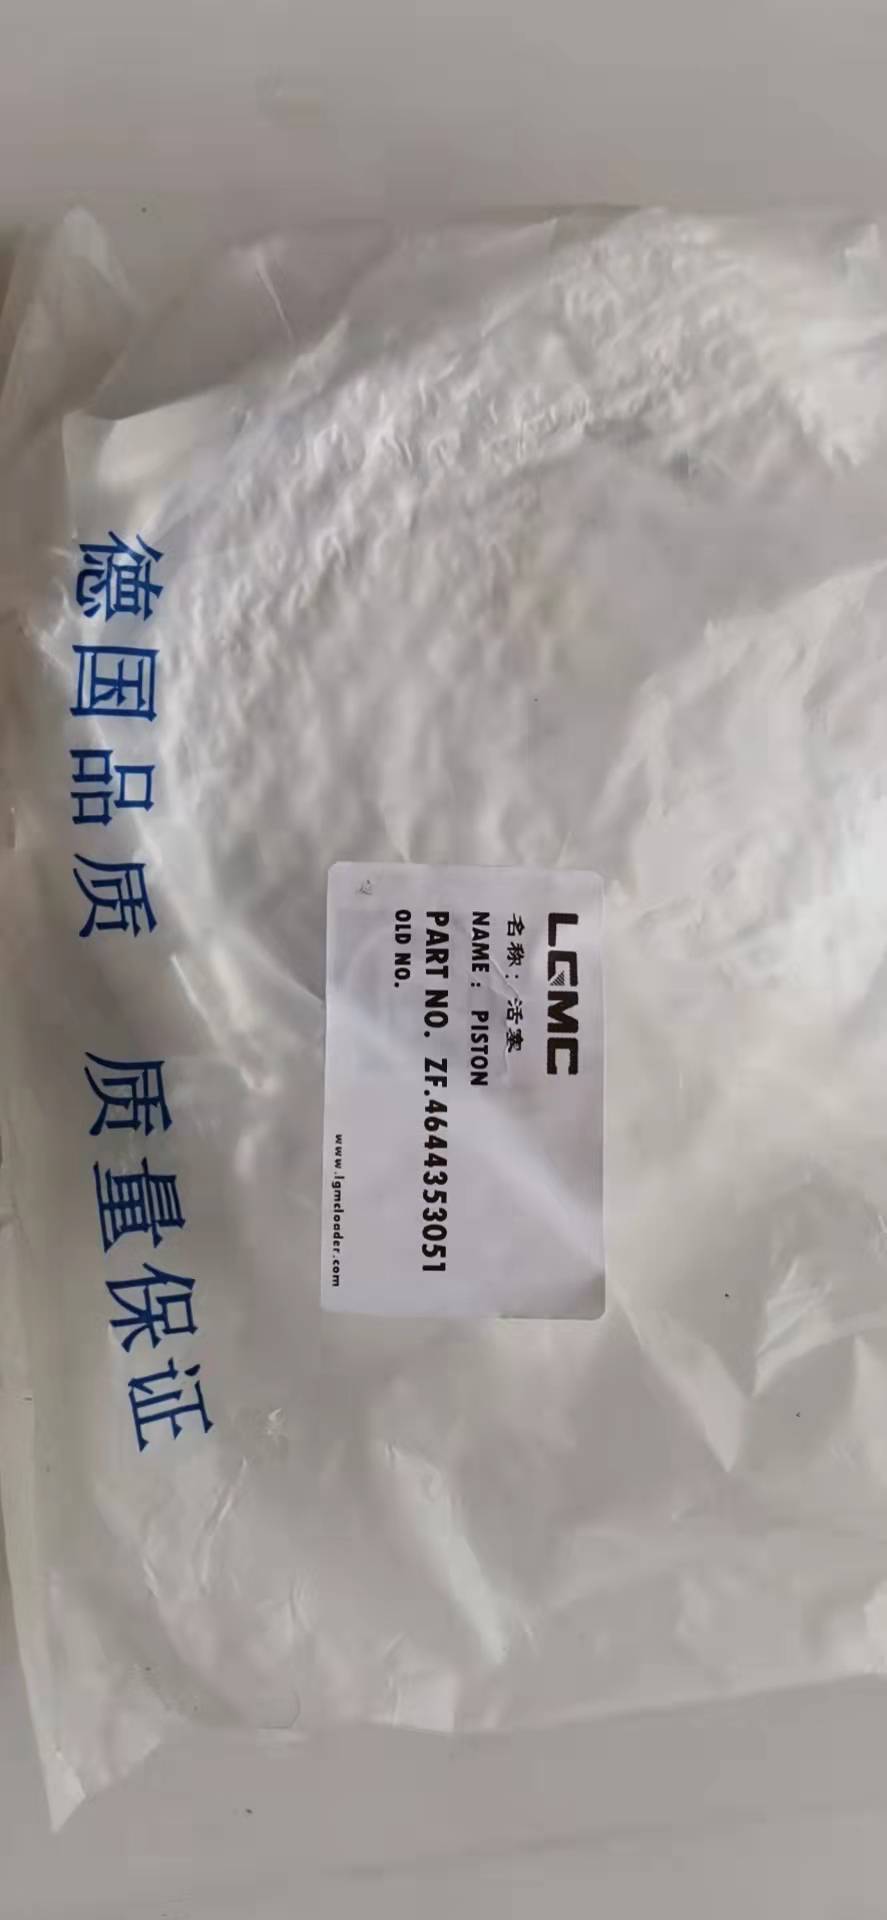 LGMC
名称：活塞
NAME： PISTON
PART NO. ZF.4644353051
OLD NO.
www.lgmcloader.com
德国品质 质量保证